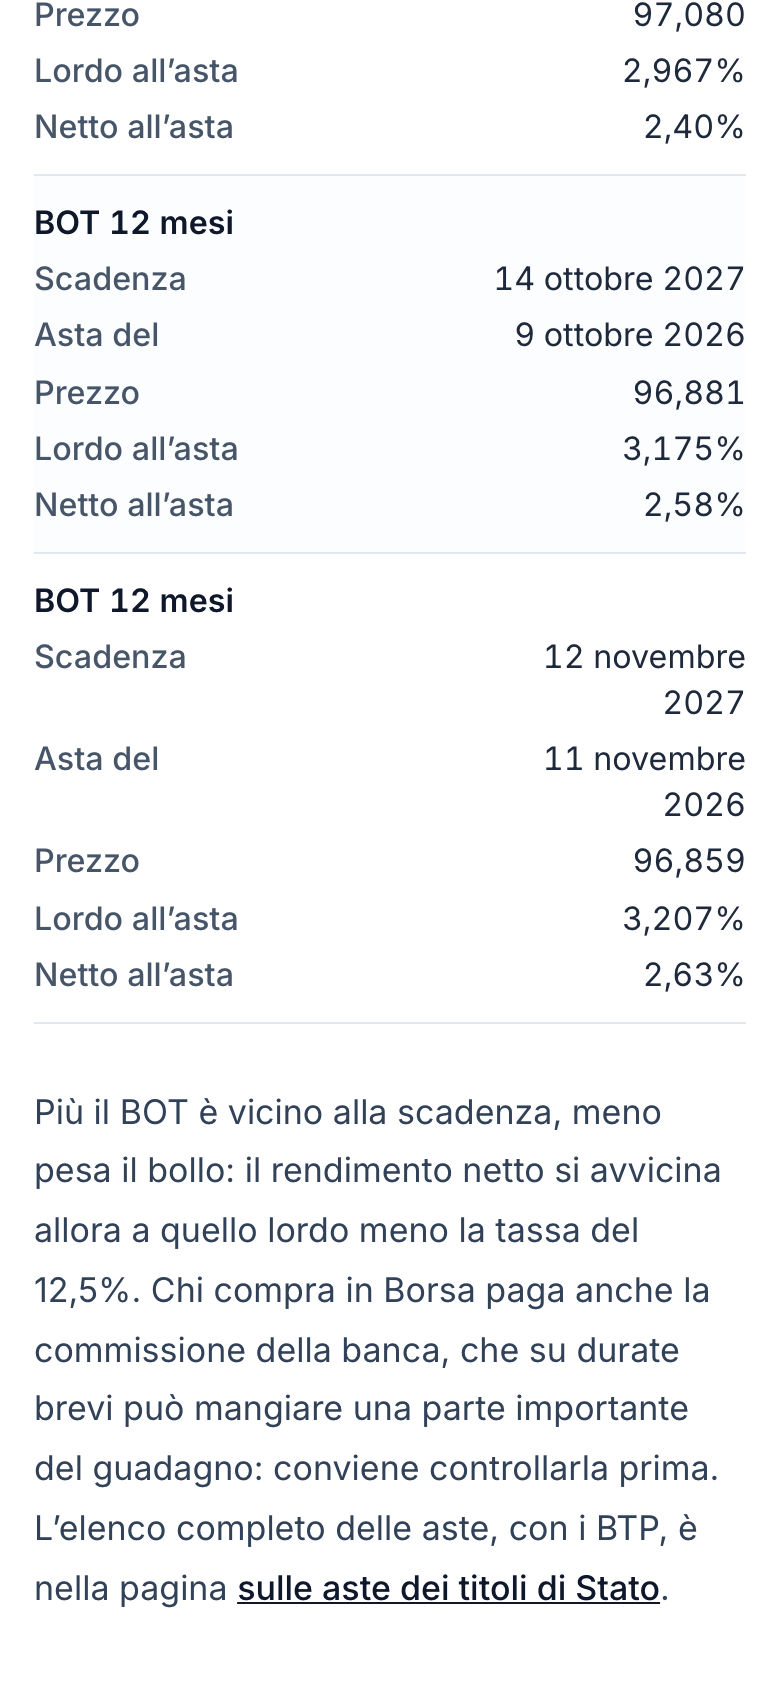 Prezzo 97,080
Lordo all’asta 2,967%
Netto all’asta 2,40%
BOT 12 mesi
Scadenza 14 ottobre 2027
Asta del 9 ottobre 2026
Prezzo 96,881
Lordo all’asta 3,175%
Netto all’asta 2,58%
BOT 12 mesi
Scadenza 12 novembre
2027
Asta del 11 novembre
2026
Prezzo 96,859
Lordo all’asta 3,207%
Netto all’asta 2,63%
Più il BOT è vicino alla scadenza, meno
pesa il bollo: il rendimento netto si avvicina
allora a quello lordo meno la tassa del
12,5%. Chi compra in Borsa paga anche la
commissione della banca, che su durate
brevi può mangiare una parte importante
del guadagno: conviene controllarla prima.
L’elenco completo delle aste, con i BTP, è
nella pagina sulle aste dei titoli di Stato.